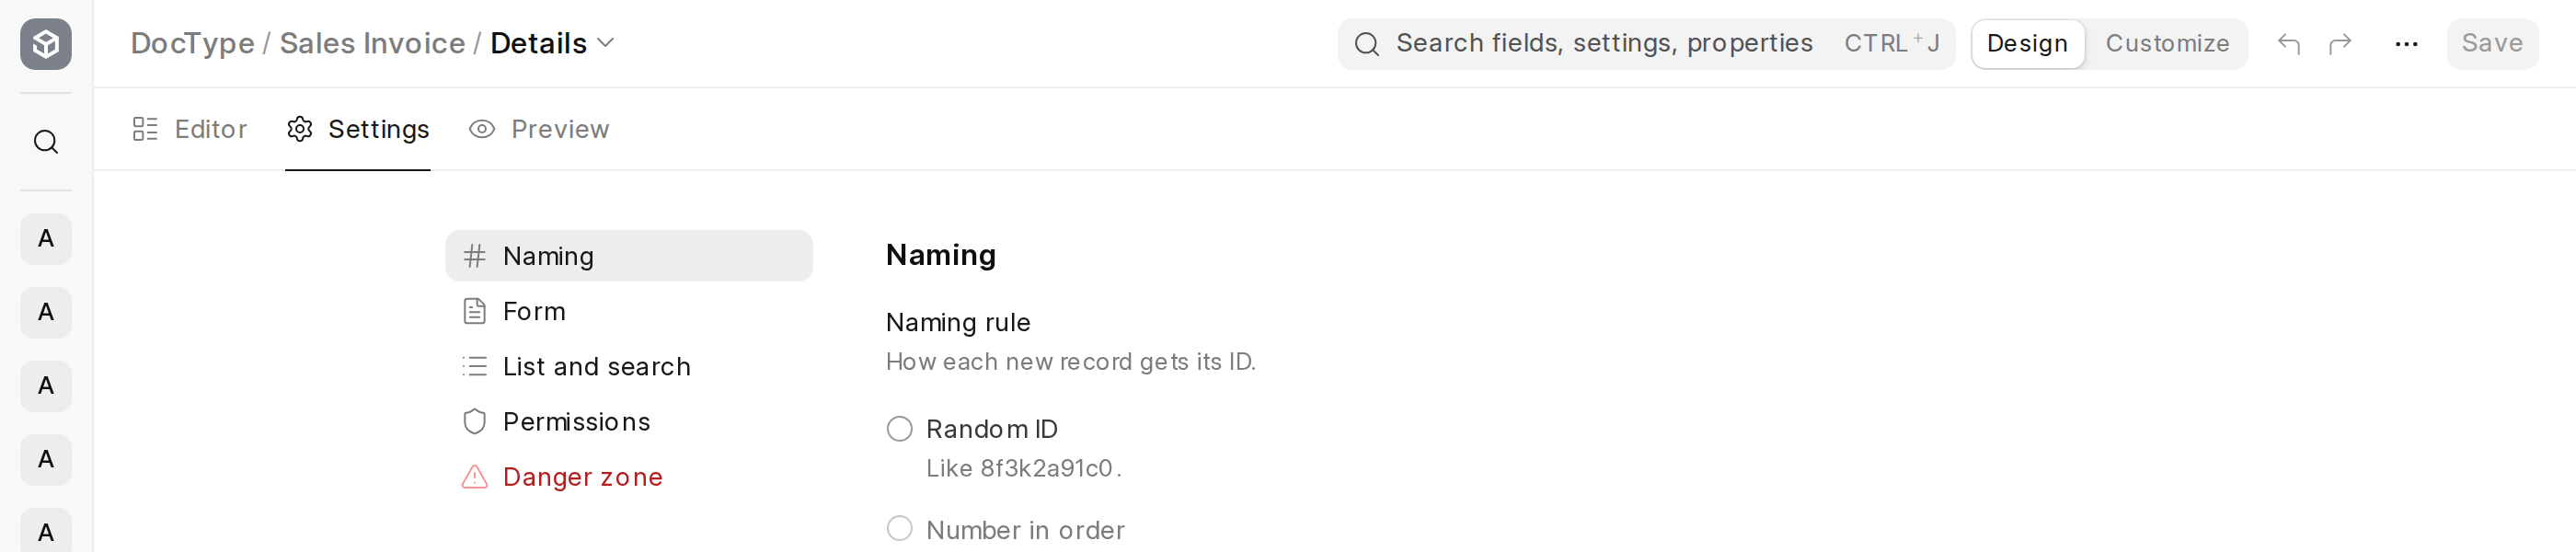 DocType / Sales Invoice / Details
Search fields, settings, properties CTRL+J
Design Customize
Save
Editor Settings Preview
A
A
A
A
A
Naming
Form
List and search
Permissions
Danger zone
Naming
Naming rule
How each new record gets its ID.
Random ID
Like 8f3k2a91c0.
Number in order